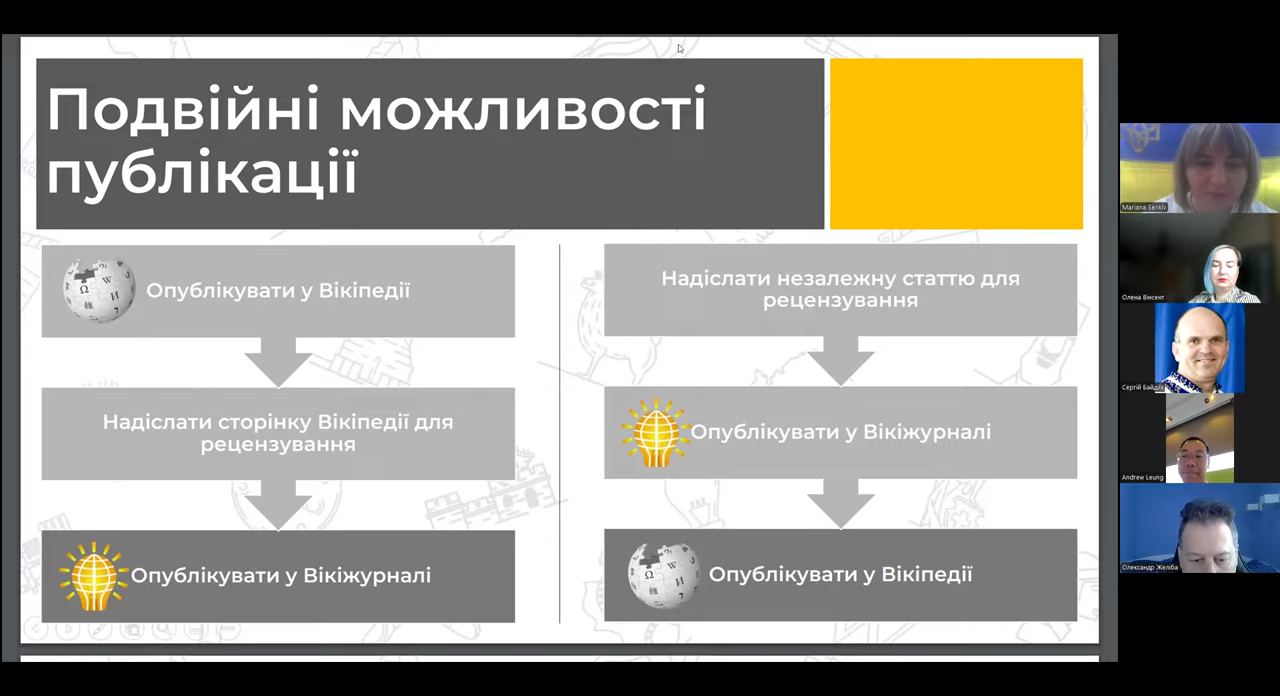 Подвійні можливості
публікації
Опублікувати у Вікіпедії
Надіслати сторінку Вікіпедії для
рецензування
Опублікувати у Вікіжурналі
Надіслати незалежну статтю для
рецензування
Опублікувати у Вікіжурналі
Опублікувати у Вікіпедії
Mariana Senkiv
Олена Вінсент
Сергій
Andrew Leung
Олександр Желіба